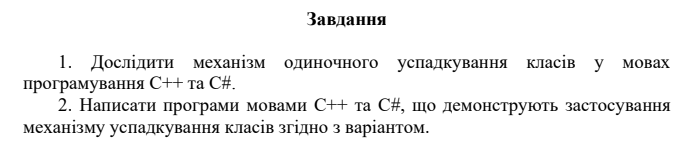 Завдання
1. Дослідити механізм одиночного успадкування класів у мовах
програмування С++ та С#.
2. Написати програми мовами С++ та С#, що демонструють застосування
механізму успадкування класів згідно з варіантом.